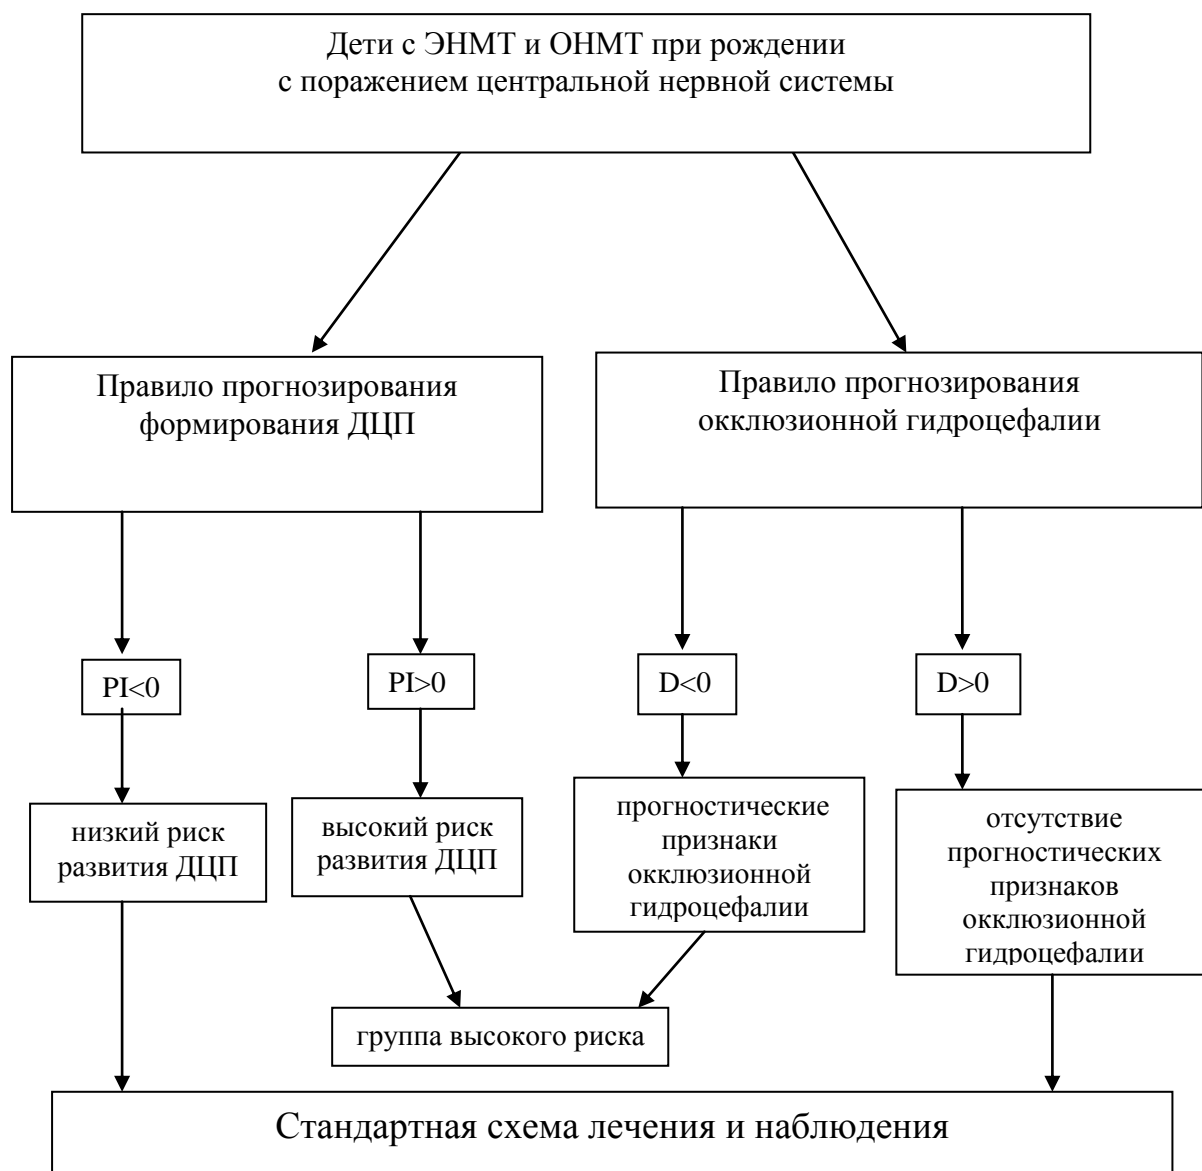 Дети с ЭНМТ и ОНМТ при рождении
с поражением центральной нервной системы
Правило прогнозирования
формирования ДЦП
Правило прогнозирования
окклюзионной гидроцефалии
PI<0
PI>0
D<0
D>0
низкий риск
развития ДЦП
высокий риск
развития ДЦП
прогностические
признаки
окклюзионной
гидроцефалии
отсутствие
прогностических
признаков
окклюзионной
гидроцефалии
группа высокого риска
Стандартная схема лечения и наблюдения